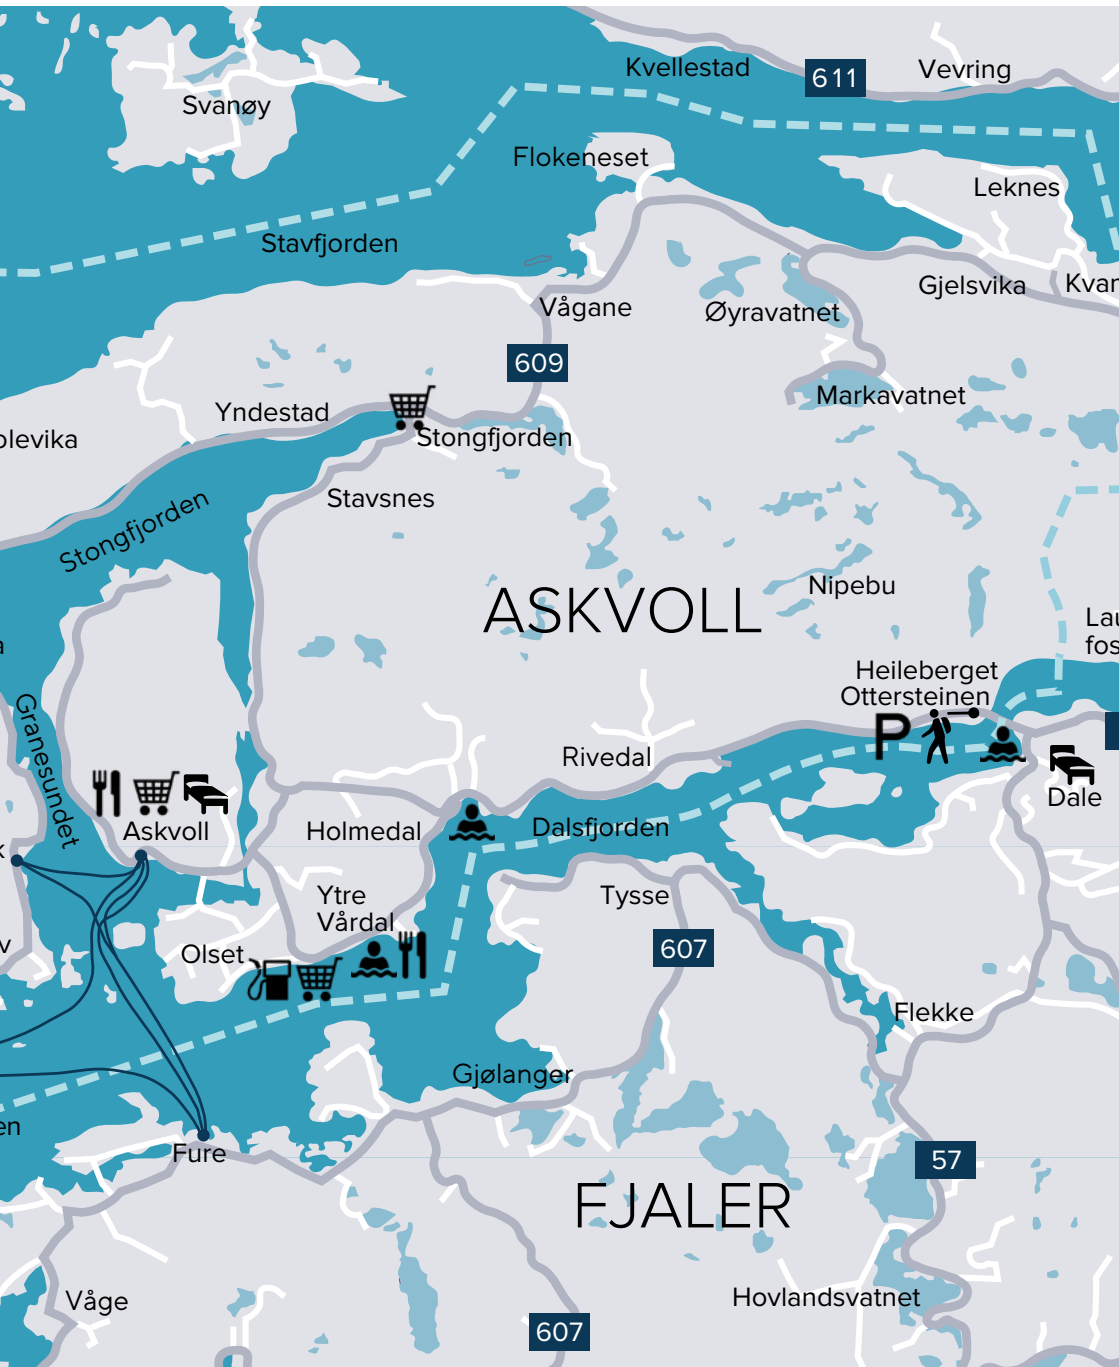 Kvellestad
611
Vevring
Svanøy
Flokeneset
Leknes
Stavfjorden
Gjelsvika
Vågane
Øyravatnet
609
Markavatnet
Yndestad
Stongfjorden
Stavsnes
Stongfjorden
ASKVOLL
Nipebu
Heileberget
Ottersteinen
P
Granesundet
Rivedal
Dale
Askvoll
Holmedal
Dalsfjorden
Ytre
Vårdal
Tysse
Olset
607
Flekke
Gjølanger
Fure
57
FJALER
Våge
Hovlandsvatnet
607